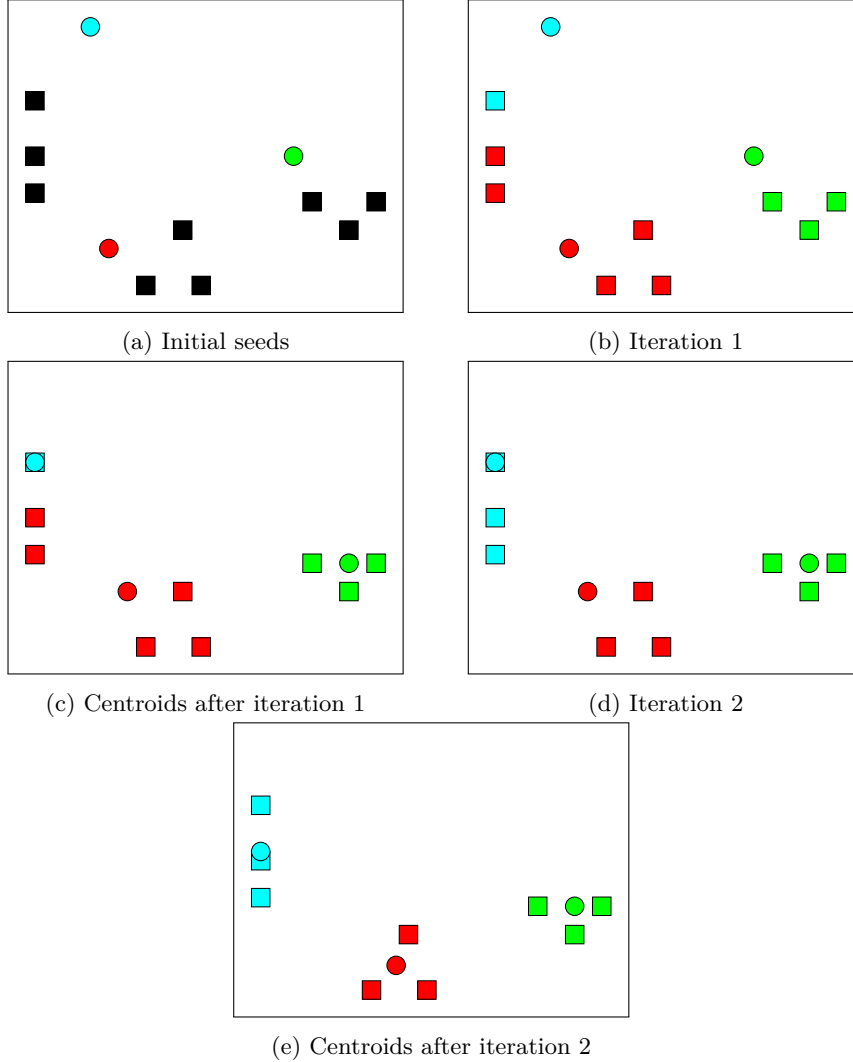 (a) Initial seeds
(b) Iteration 1
(c) Centroids after iteration 1
(d) Iteration 2
(e) Centroids after iteration 2